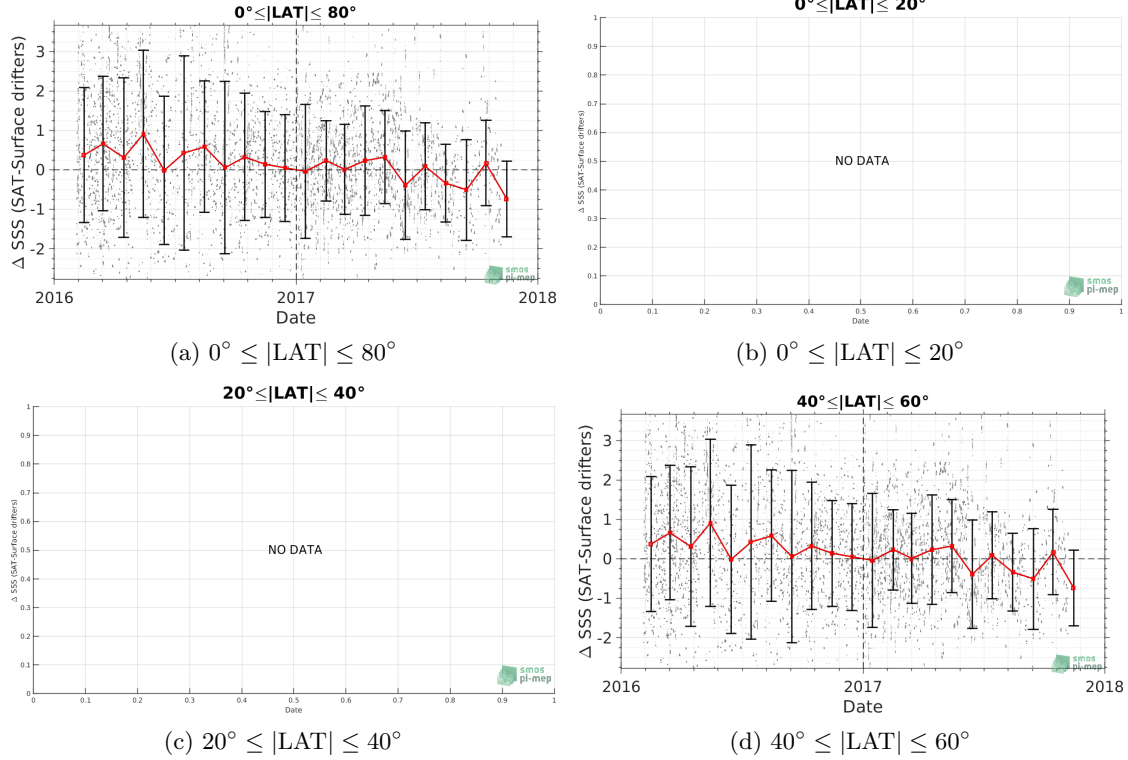 0°≤|LAT|≤ 80°
Δ SSS (SAT-Surface drifters)
3
2
1
0
-1
-2
2016
2017
2018
Date
smos
pi-mep
(a) 0° ≤ |LAT| ≤ 80°
0°≤|LAT|≤ 20°
Δ SSS (SAT-Surface drifters)
1
0.9
0.8
0.7
0.6
0.5
0.4
0.3
0.2
0.1
0
NO DATA
smos
pi-mep
0 0.1 0.2 0.3 0.4 0.5 0.6 0.7 0.8 0.9 1
Date
(b) 0° ≤ |LAT| ≤ 20°
20°≤|LAT|≤ 40°
Δ SSS (SAT-Surface drifters)
1
0.9
0.8
0.7
0.6
0.5
0.4
0.3
0.2
0.1
0
NO DATA
smos
pi-mep
0 0.1 0.2 0.3 0.4 0.5 0.6 0.7 0.8 0.9 1
Date
(c) 20° ≤ |LAT| ≤ 40°
40°≤|LAT|≤ 60°
Δ SSS (SAT-Surface drifters)
3
2
1
0
-1
-2
smos
pi-mep
2016 2017 2018
Date
(d) 40° ≤ |LAT| ≤ 60°